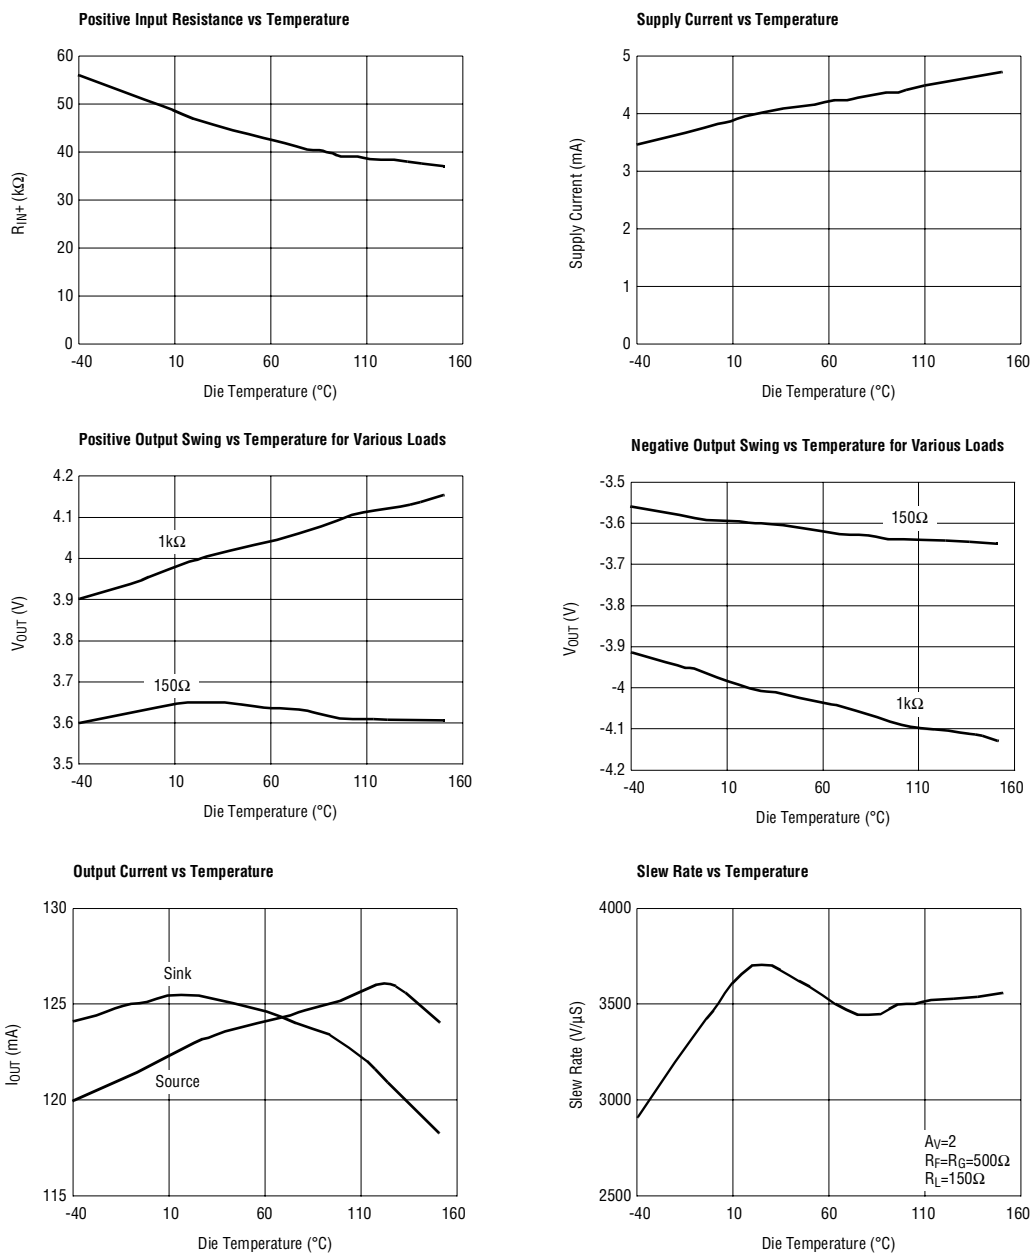 Positive Input Resistance vs Temperature
60
50
40
30
20
10
0
RIN+ (kΩ)
-40 10 60 110 160
Die Temperature (°C)
Supply Current vs Temperature
5
4
3
2
1
0
Supply Current (mA)
-40 10 60 110 160
Die Temperature (°C)
Positive Output Swing vs Temperature for Various Loads
4.2
4.1
4
3.9
3.8
3.7
3.6
3.5
VOUT (V)
1kΩ
150Ω
-40 10 60 110 160
Die Temperature (°C)
Negative Output Swing vs Temperature for Various Loads
-3.5
-3.6
-3.7
-3.8
-3.9
-4
-4.1
-4.2
VOUT (V)
150Ω
1kΩ
-40 10 60 110 160
Die Temperature (°C)
Output Current vs Temperature
130
125
120
115
IOUT (mA)
Sink
Source
-40 10 60 110 160
Die Temperature (°C)
Slew Rate vs Temperature
4000
3500
3000
2500
Slew Rate (V/µS)
AV=2
RF=RG=500Ω
RL=150Ω
-40 10 60 110 160
Die Temperature (°C)